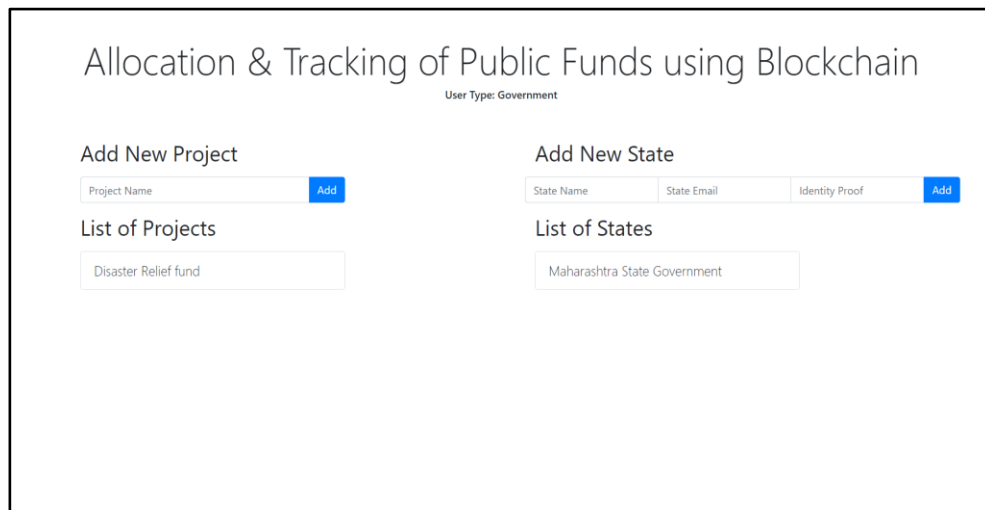 Allocation & Tracking of Public Funds using Blockchain
User Type: Government
Add New Project
Project Name Add
List of Projects
Disaster Relief fund
Add New State
State Name State Email Identity Proof Add
List of States
Maharashtra State Government